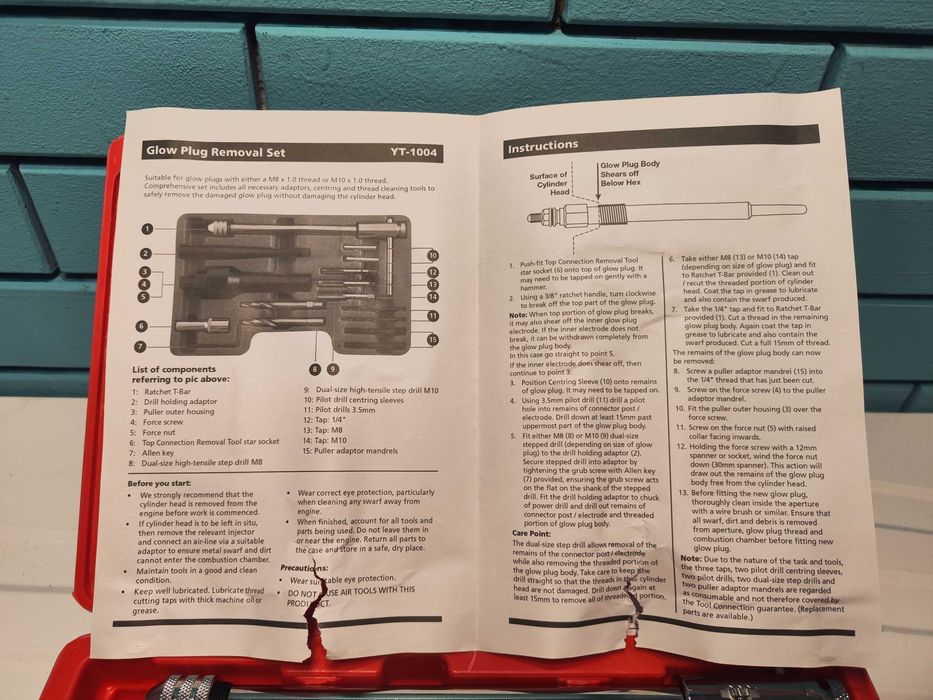 Glow Plug Removal Set YT-1004
Suitable for glow plugs with either a M8 x 1.0 thread or M10 x 1.0 thread.
Comprehensive set includes all necessary adaptors, centring and thread cleaning tools to
safely remove the damaged glow plug without damaging the cylinder head.
1
2
3
4
5
6
7
8
9
10
12
13
14
11
15
List of components
referring to pic above:
1: Ratchet T-Bar
2: Drill holding adaptor
3: Puller outer housing
4: Force screw
5: Force nut
6: Top Connection Removal Tool star socket
7: Allen key
8: Dual-size high-tensile step drill M8
9: Dual-size high-tensile step drill M10
10: Pilot drill centring sleeves
11: Pilot drills 3.5mm
12: Tap: 1/4"
13: Tap: M8
14: Tap: M10
15: Puller adaptor mandrels
Before you start:
• We strongly recommend that the
cylinder head is removed from the
engine before work is commenced.
• If cylinder head is to be left in situ,
then remove the relevant injector
and connect an air-line via a suitable
adaptor to ensure metal swarf and dirt
cannot enter the combustion chamber.
• Maintain tools in a good and clean
condition.
• Keep well lubricated. Lubricate thread
cutting taps with thick machine oil or
grease.
• Wear correct eye protection, particularly
when cleaning any swarf away from
engine.
• When finished, account for all tools and
parts being used. Do not leave them in
or near the engine. Return all parts to
the case and store in a safe, dry place.
Precautions:
• Wear suitable eye protection.
• DO NOT USE AIR TOOLS WITH THIS
PRODUCT.
Instructions
Surface of
Cylinder
Head
Glow Plug Body
Shears off
Below Hex
1. Push-fit Top Connection Removal Tool
star socket (6) onto top of glow plug. It
may need to be tapped on gently with a
hammer.
2. Using a 3/8" ratchet handle, turn clockwise
to break off the top part of the glow plug.
Note: When top portion of glow plug breaks,
it may also shear off the inner glow plug
electrode. If the inner electrode does not
break, it can be withdrawn completely from
the glow plug body.
In this case go straight to point 5.
If the inner electrode does shear off, then
continue to point 3:
3. Position Centring Sleeve (10) onto remains
of glow plug. It may need to be tapped on.
4. Using 3.5mm pilot drill (11) drill a pilot
hole into remains of connector post /
electrode. Drill down at least 15mm past
uppermost part of the glow plug body.
5. Fit either M8 (8) or M10 (9) dual-size
stepped drill (depending on size of glow
plug) to the drill holding adaptor (2).
Secure stepped drill into adaptor by
tightening the grub screw with Allen key
(7) provided, ensuring the grub screw acts
on the flat on the shank of the stepped
drill. Fit the drill holding adaptor to chuck
of power drill and drill out remains of
connector post / electrode and threaded
portion of glow plug body.
Care Point:
The dual-size step drill allows removal of the
remains of the connector post / electrode
while also removing the threaded portion of
the glow plug body. Take care to keep the
drill straight so that the threads in the cylinder
head are not damaged. Drill down again at
least 15mm to remove all of threaded portion.
6. Take either M8 (13) or M10 (14) tap
(depending on size of glow plug) and fit
to Ratchet T-Bar provided (1). Clean out
/ recut the threaded portion of cylinder
head. Coat the tap in grease to lubricate
and also contain the swarf produced.
7. Take the 1/4" tap and fit to Ratchet T-Bar
provided (1). Cut a thread in the remaining
glow plug body. Again coat the tap in
grease to lubricate and also contain the
swarf produced. Cut a full 15mm of thread.
The remains of the glow plug body can now
be removed:
8. Screw a puller adaptor mandrel (15) into
the 1/4" thread that has just been cut.
9. Screw on the force screw (4) to the puller
adaptor mandrel.
10. Fit the puller outer housing (3) over the
force screw.
11. Screw on the force nut (5) with raised
collar facing inwards.
12. Holding the force screw with a 12mm
spanner or socket, wind the force nut
down (30mm spanner). This action will
draw out the remains of the glow plug
body free from the cylinder head.
13. Before fitting the new glow plug,
thoroughly clean inside the aperture
with a wire brush or similar. Ensure that
all swarf, dirt and debris is removed
from aperture, glow plug thread and
combustion chamber before fitting new
glow plug.
Note: Due to the nature of the task and tools,
the three taps, two pilot drill centring sleeves,
two pilot drills, two dual-size step drills and
two puller adaptor mandrels are regarded
as consumable and not therefore covered by
the Tool Connection guarantee. (Replacement
parts are available.)